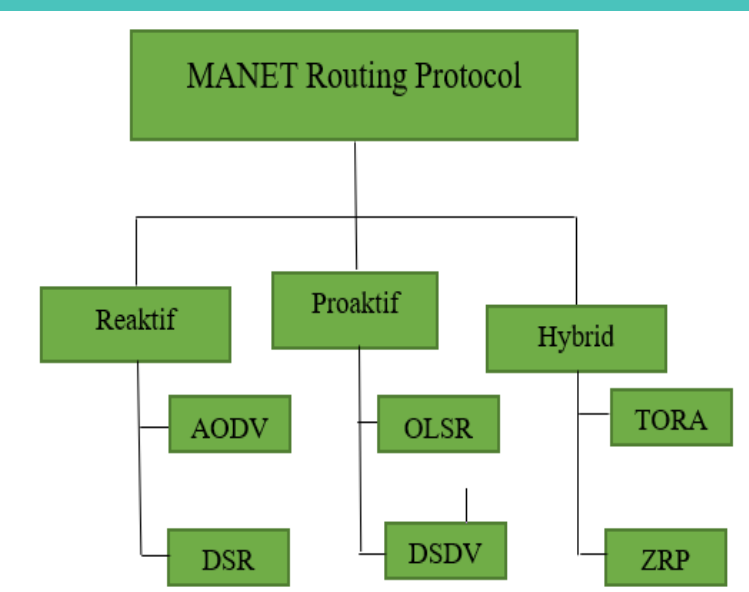 MANET Routing Protocol
Reaktif
Proaktif
Hybrid
AODV
OLSR
TORA
DSR
DSDV
ZRP